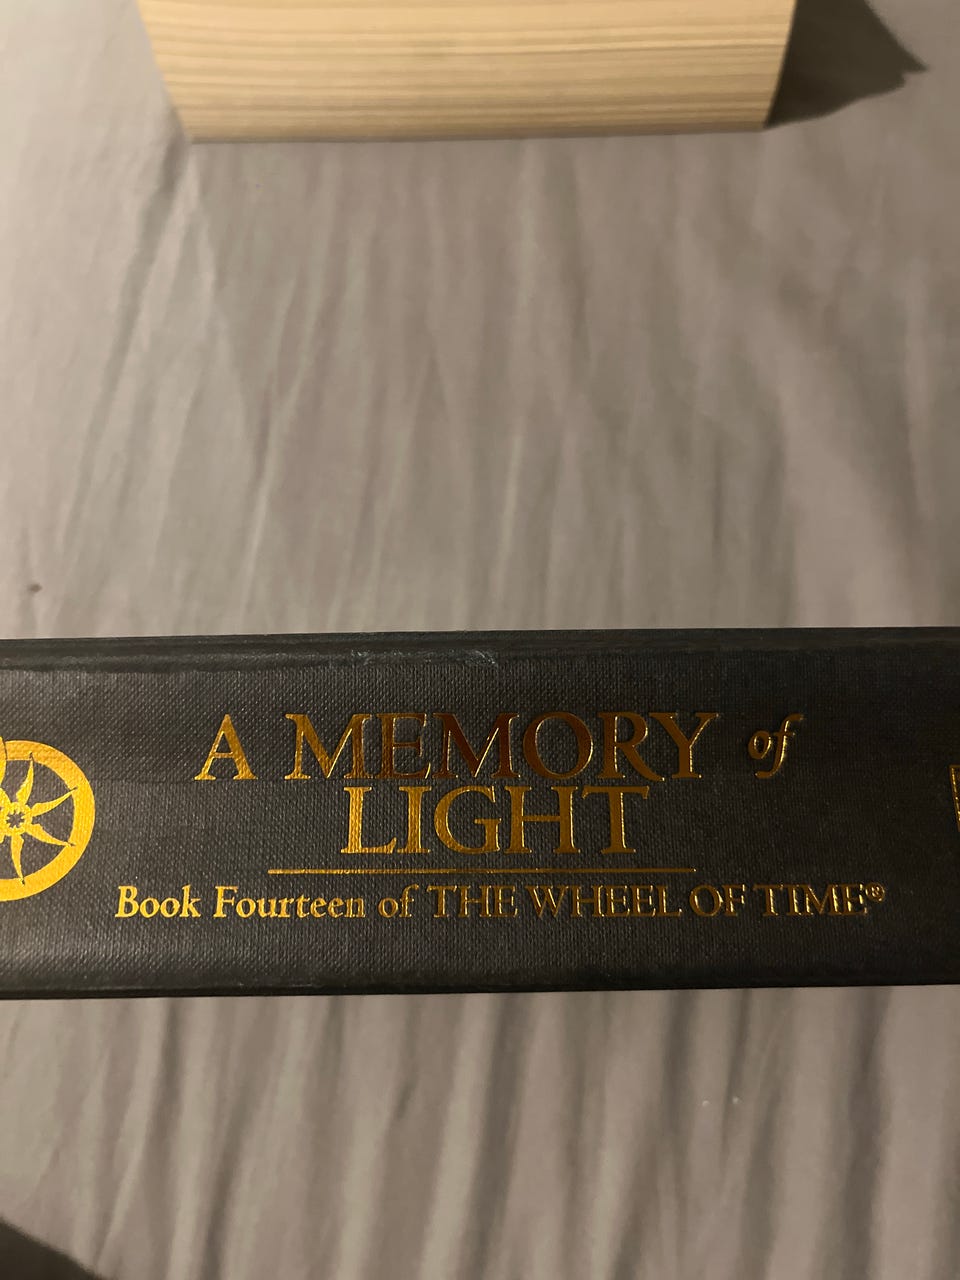 A MEMORY of
LIGHT
Book Fourteen of THE WHEEL OF TIME®